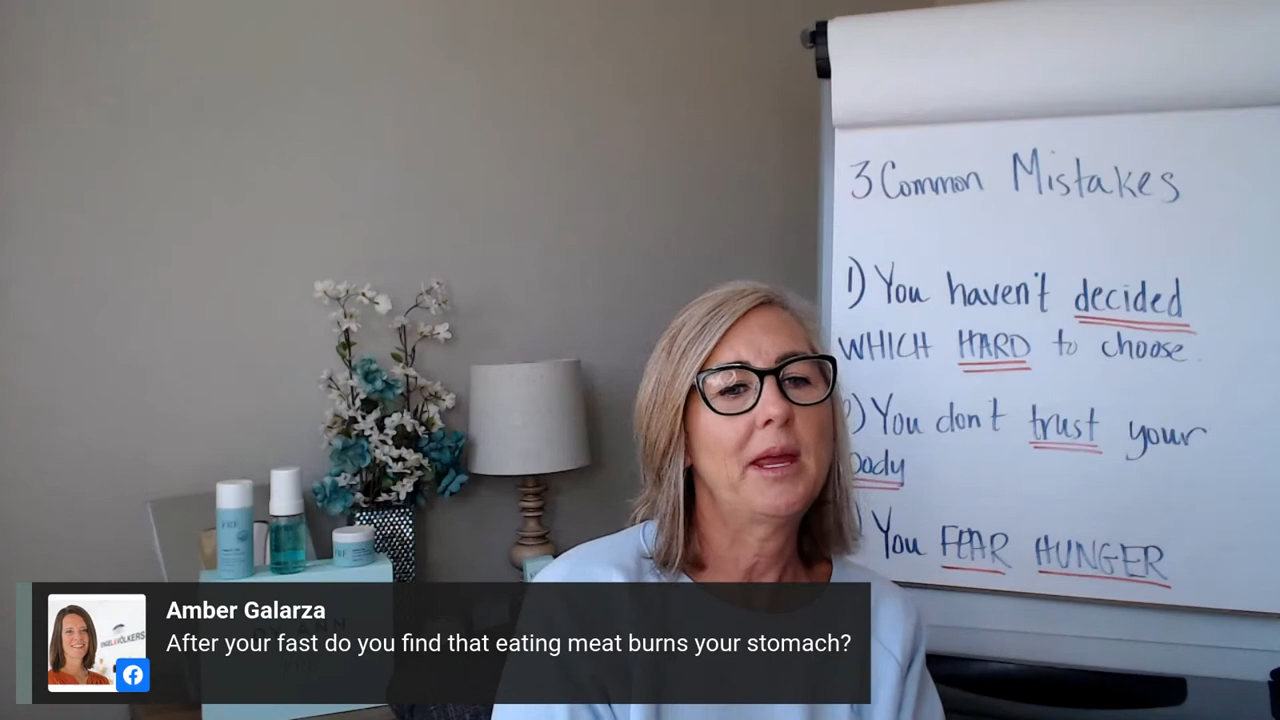 3 Common Mistakes
1) You haven't decided
WHICH HARD to choose.
2) You don't trust your
body
You FEAR HUNGER
Amber Galarza
After your fast do you find that eating meat burns your stomach?